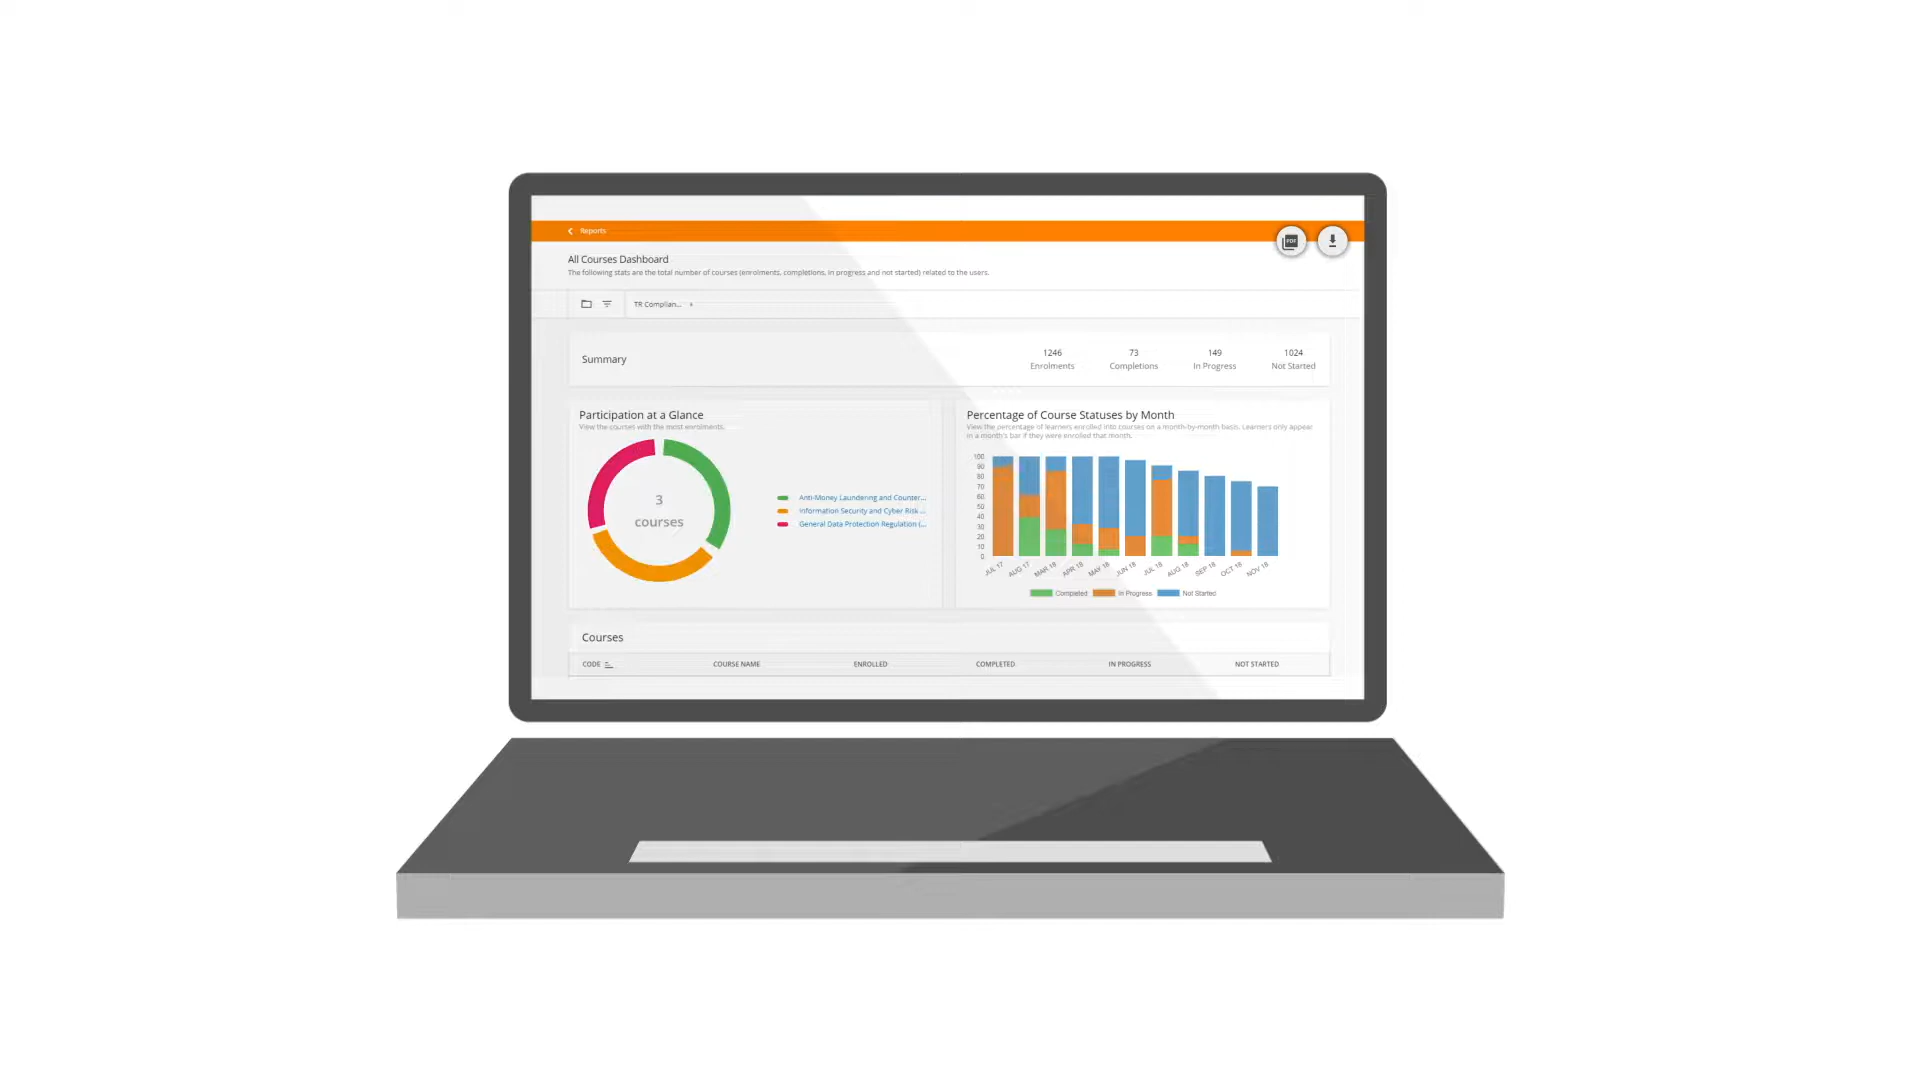 Reports
PDF
All Courses Dashboard
The following stats are the total number of courses (enrolments, completions, in progress and not started) related to the users.
TR Complian...
Summary
1246
Enrolments
73
Completions
149
In Progress
1024
Not Started
Participation at a Glance
View the courses with the most enrolments.
3
courses
Anti-Money Laundering and Counter...
Information Security and Cyber Risk ...
General Data Protection Regulation (...
Percentage of Course Statuses by Month
View the percentage of learners enrolled into courses on a month-by-month basis. Learners only appear
in a month's bar if they were enrolled that month.
100
90
80
70
60
50
40
30
20
10
0
JUL 17
AUG 17
MAR 18
APR 18
MAY 18
JUN 18
JUL 18
AUG 18
SEP 18
OCT 18
NOV 18
Completed
In Progress
Not Started
Courses
CODE
COURSE NAME
ENROLLED
COMPLETED
IN PROGRESS
NOT STARTED